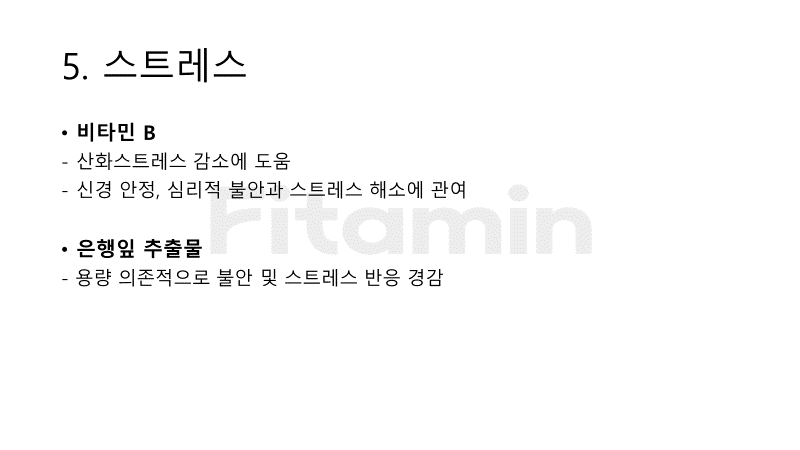 5. 스트레스
• 비타민 B
- 산화스트레스 감소에 도움
- 신경 안정, 심리적 불안과 스트레스 해소에 관여
Fitamin
• 은행잎 추출물
- 용량 의존적으로 불안 및 스트레스 반응 경감